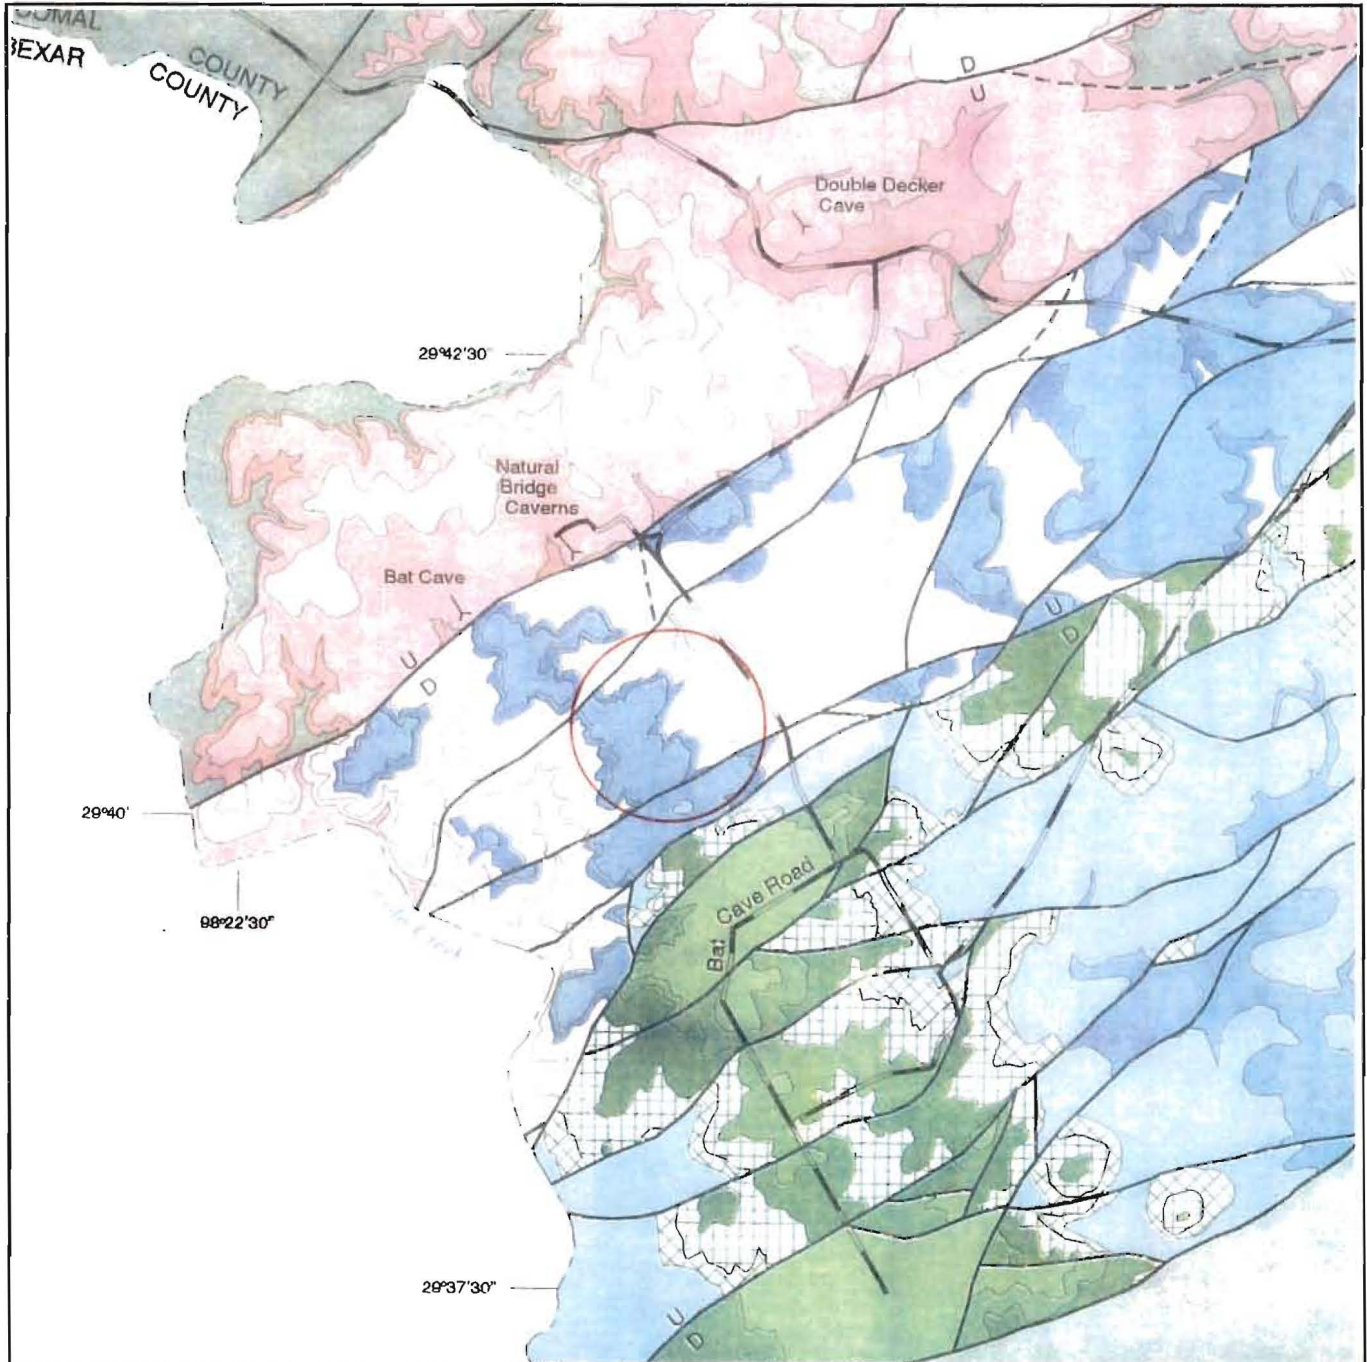 COMAL
BEXAR
COUNTY
COUNTY
D
U
Double Decker
Cave
29°42'30"
Natural
Bridge
Caverns
Bat Cave
U
D
U
D
29°40'
98°22'30"
Bat Cave Road
29°37'30"
U
D